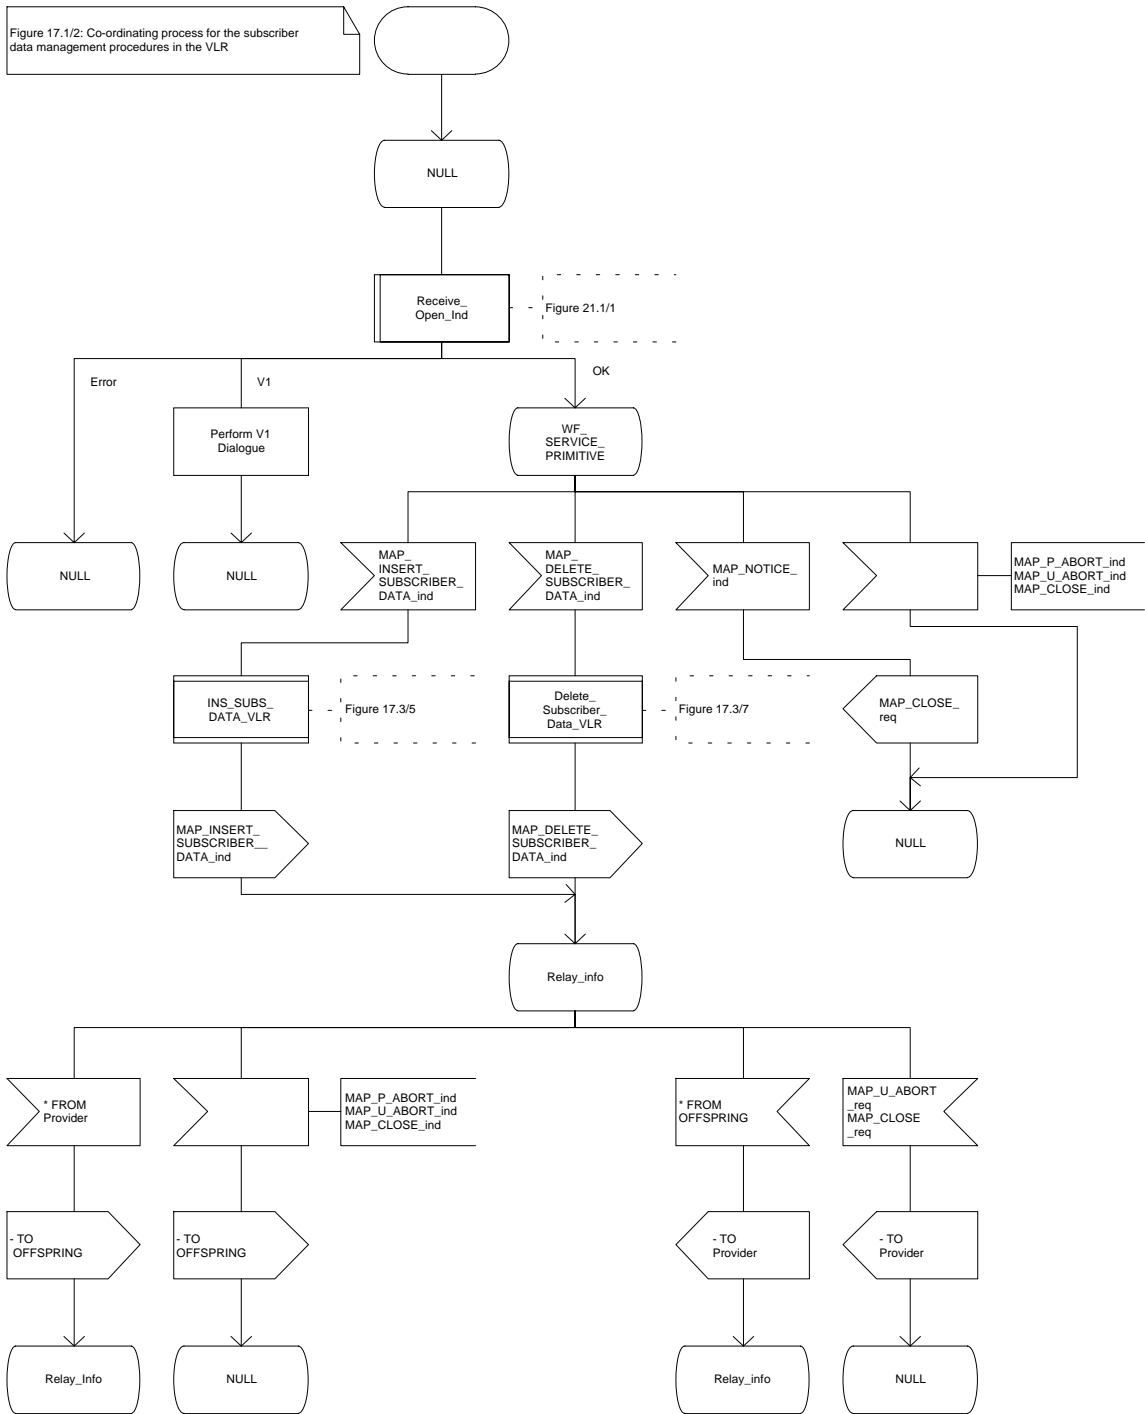 Figure 17.1/2: Co-ordinating process for the subscriber
data management procedures in the VLR
NULL
Receive_
Open_Ind
Figure 21.1/1
Error
V1
OK
Perform V1
Dialogue
WF_
SERVICE_
PRIMITIVE
NULL
NULL
MAP_
INSERT_
SUBSCRIBER_
DATA_ind
MAP_
DELETE_
SUBSCRIBER_
DATA_ind
MAP_NOTICE_
ind
MAP_P_ABORT_ind
MAP_U_ABORT_ind
MAP_CLOSE_ind
INS_SUBS_
DATA_VLR
Figure 17.3/5
Delete_
Subscriber_
Data_VLR
Figure 17.3/7
MAP_CLOSE_
req
MAP_INSERT_
SUBSCRIBER__
DATA_ind
MAP_DELETE_
SUBSCRIBER_
DATA_ind
NULL
Relay_info
* FROM
Provider
MAP_P_ABORT_ind
MAP_U_ABORT_ind
MAP_CLOSE_ind
* FROM
OFFSPRING
MAP_U_ABORT
_req
MAP_CLOSE
_req
- TO
OFFSPRING
- TO
OFFSPRING
- TO
Provider
- TO
Provider
Relay_Info
NULL
Relay_info
NULL